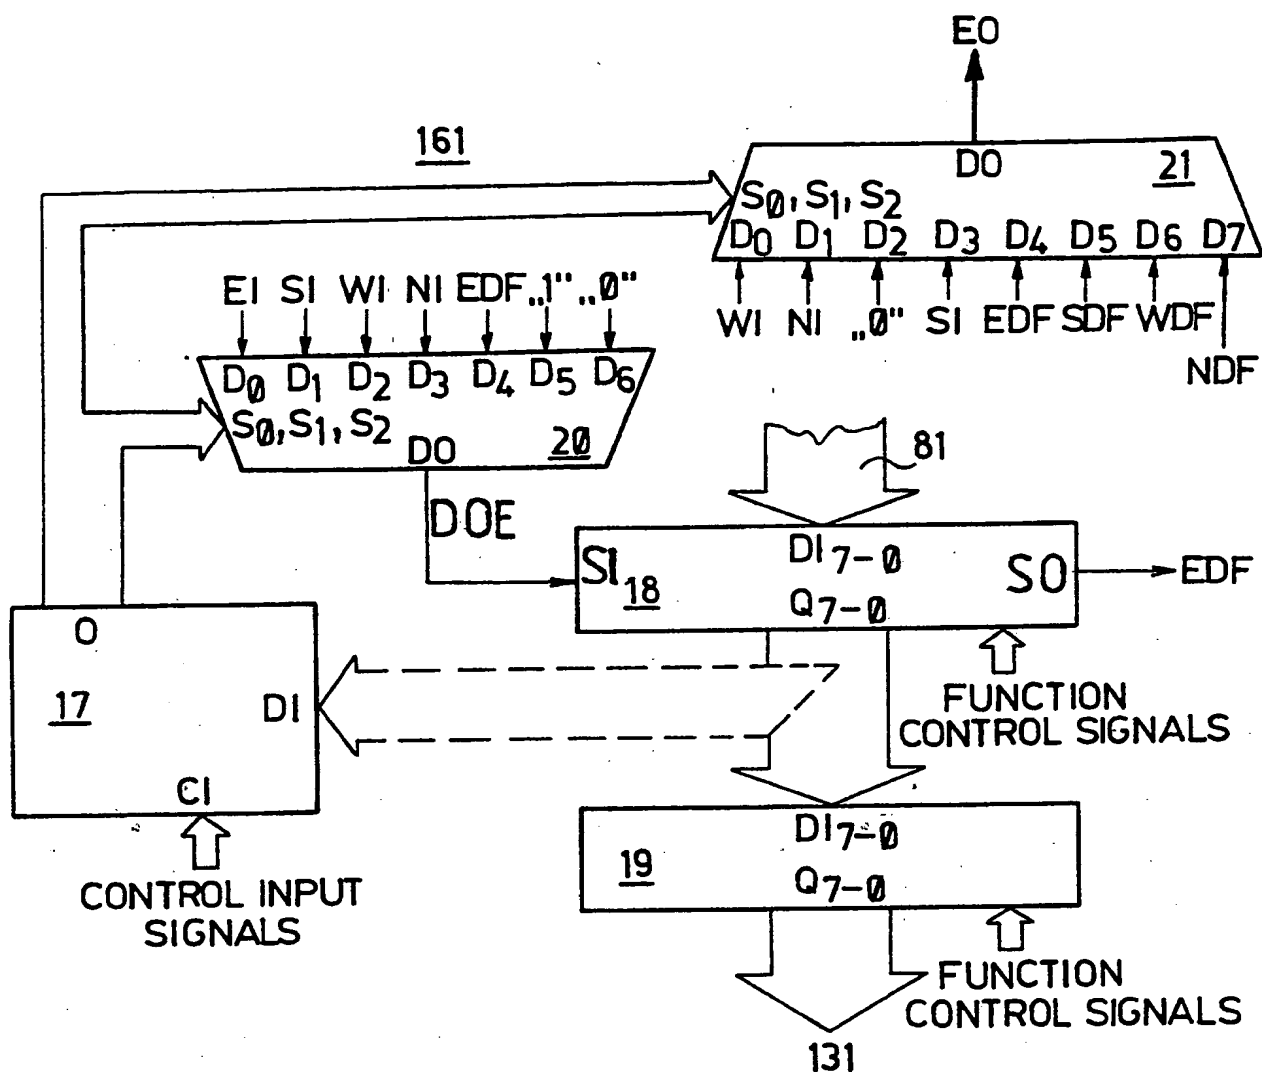 EO
161
DO
21
S0, S1, S2
D0 D1 D2 D3 D4 D5 D6 D7
WI NI „0" SI EDF SDF WDF
NDF
EI SI WI NI EDF „1" „0"
D0 D1 D2 D3 D4 D5 D6
S0, S1, S2
DO
20
DOE
81
SI
18
DI7-0
Q7-0
SO
EDF
FUNCTION
CONTROL SIGNALS
O
17
DI
CI
CONTROL INPUT
SIGNALS
DI7-0
19
Q7-0
FUNCTION
CONTROL SIGNALS
131